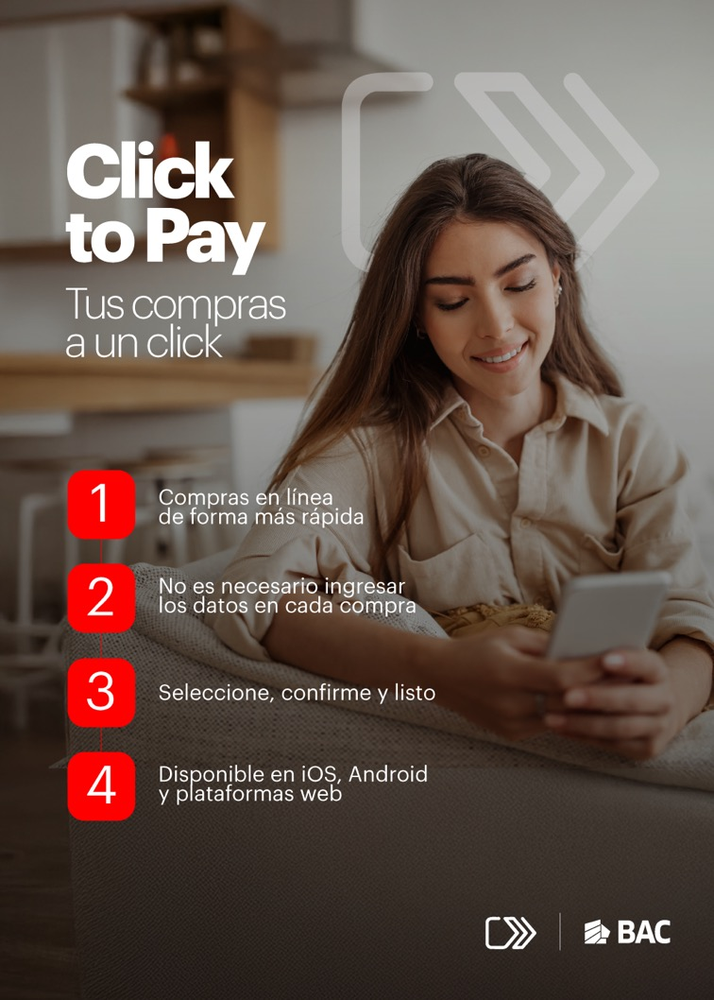 Click
to Pay
Tus compras
a un click
1
Compras en línea
de forma más rápida
2
No es necesario ingresar
los datos en cada compra
3
Seleccione, confirme y listo
4
Disponible en iOS, Android
y plataformas web
BAC